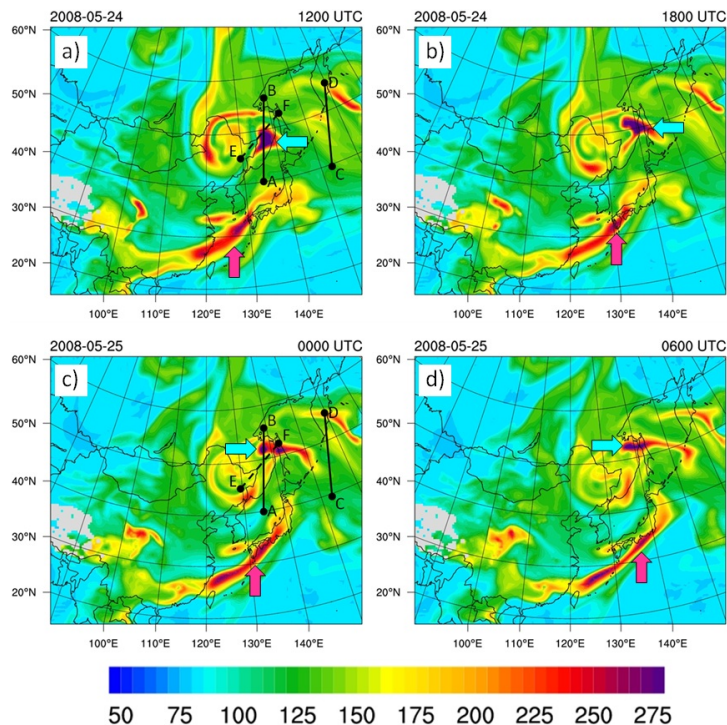 2008-05-24 1200 UTC
a)
60°N
50°N
40°N
30°N
20°N
B
F
D
E
A
C
100°E 110°E 120°E 130°E 140°E
2008-05-24 1800 UTC
b)
60°N
50°N
40°N
30°N
20°N
100°E 110°E 120°E 130°E 140°E
2008-05-25 0000 UTC
c)
60°N
50°N
40°N
30°N
20°N
B
F
D
E
A
C
100°E 110°E 120°E 130°E 140°E
2008-05-25 0600 UTC
d)
60°N
50°N
40°N
30°N
20°N
100°E 110°E 120°E 130°E 140°E
50 75 100 125 150 175 200 225 250 275